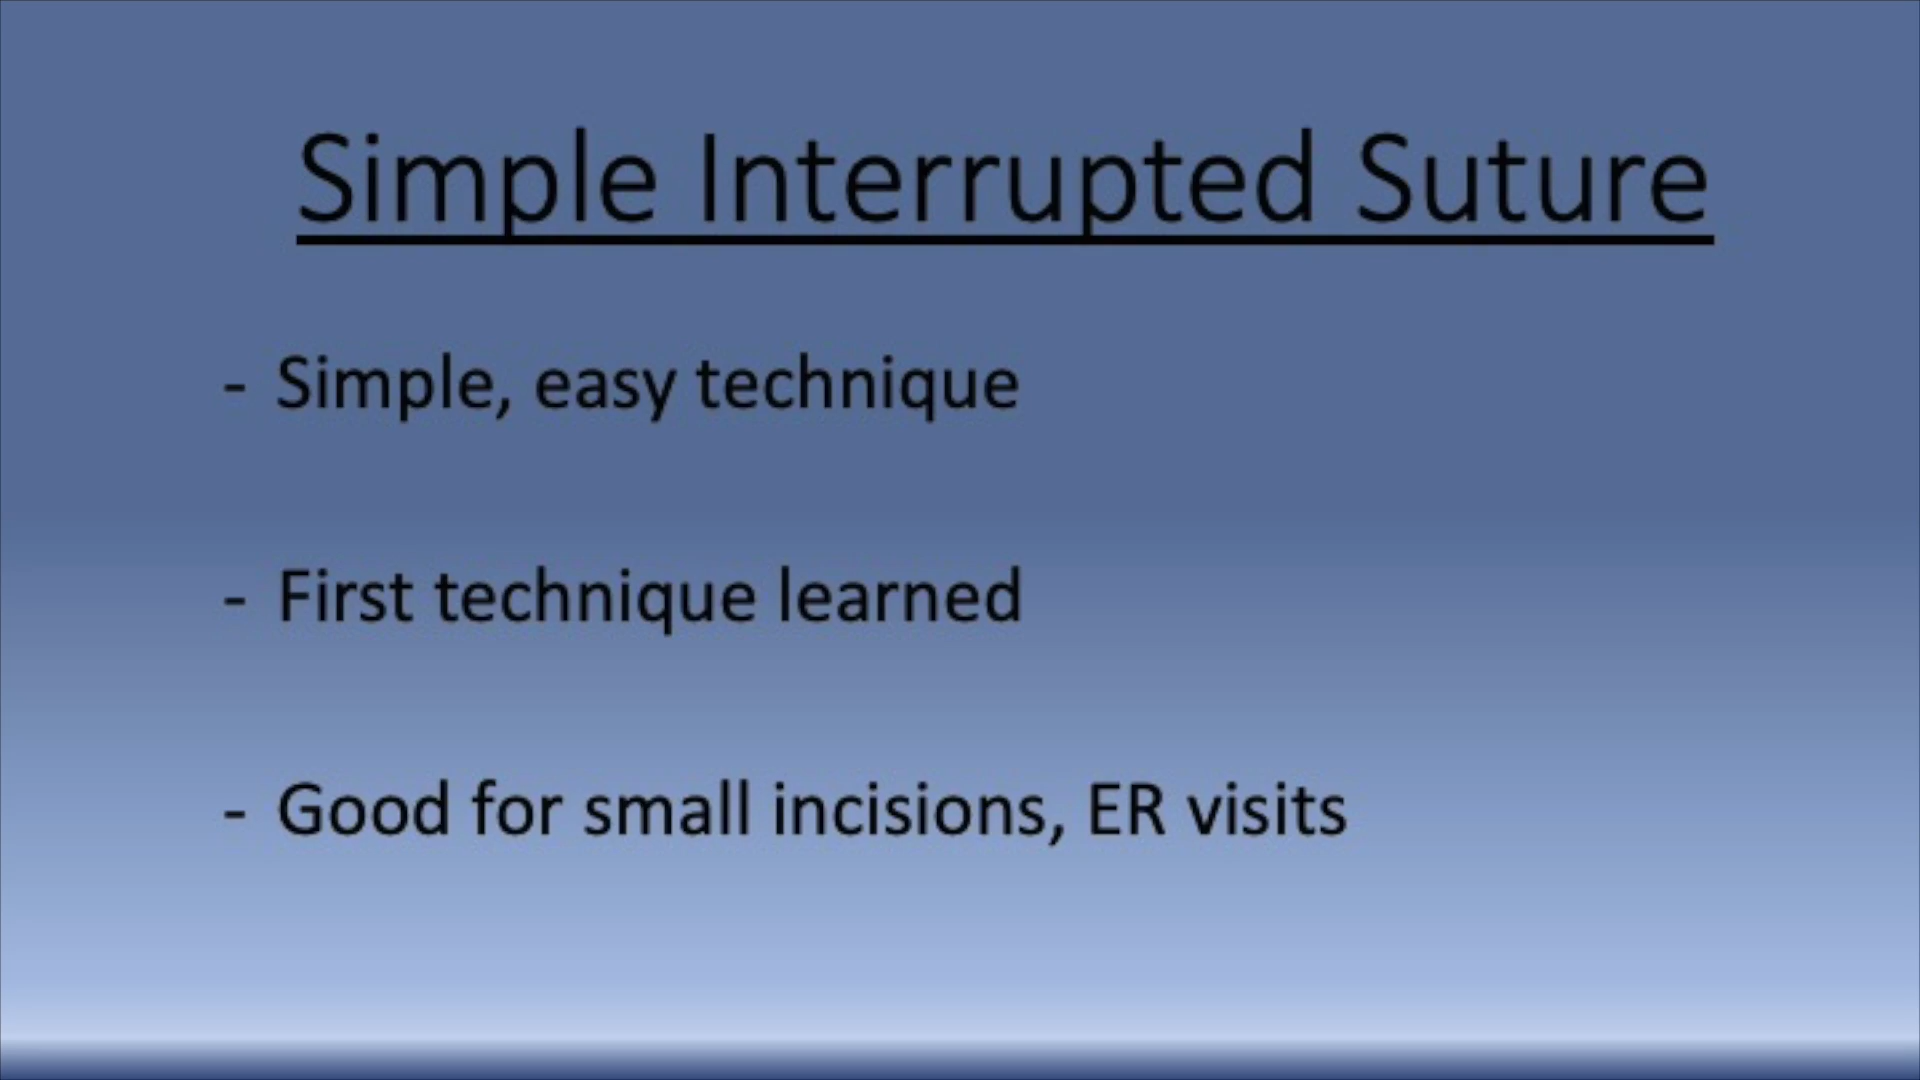 Simple Interrupted Suture
- Simple, easy technique
- First technique learned
- Good for small incisions, ER visits